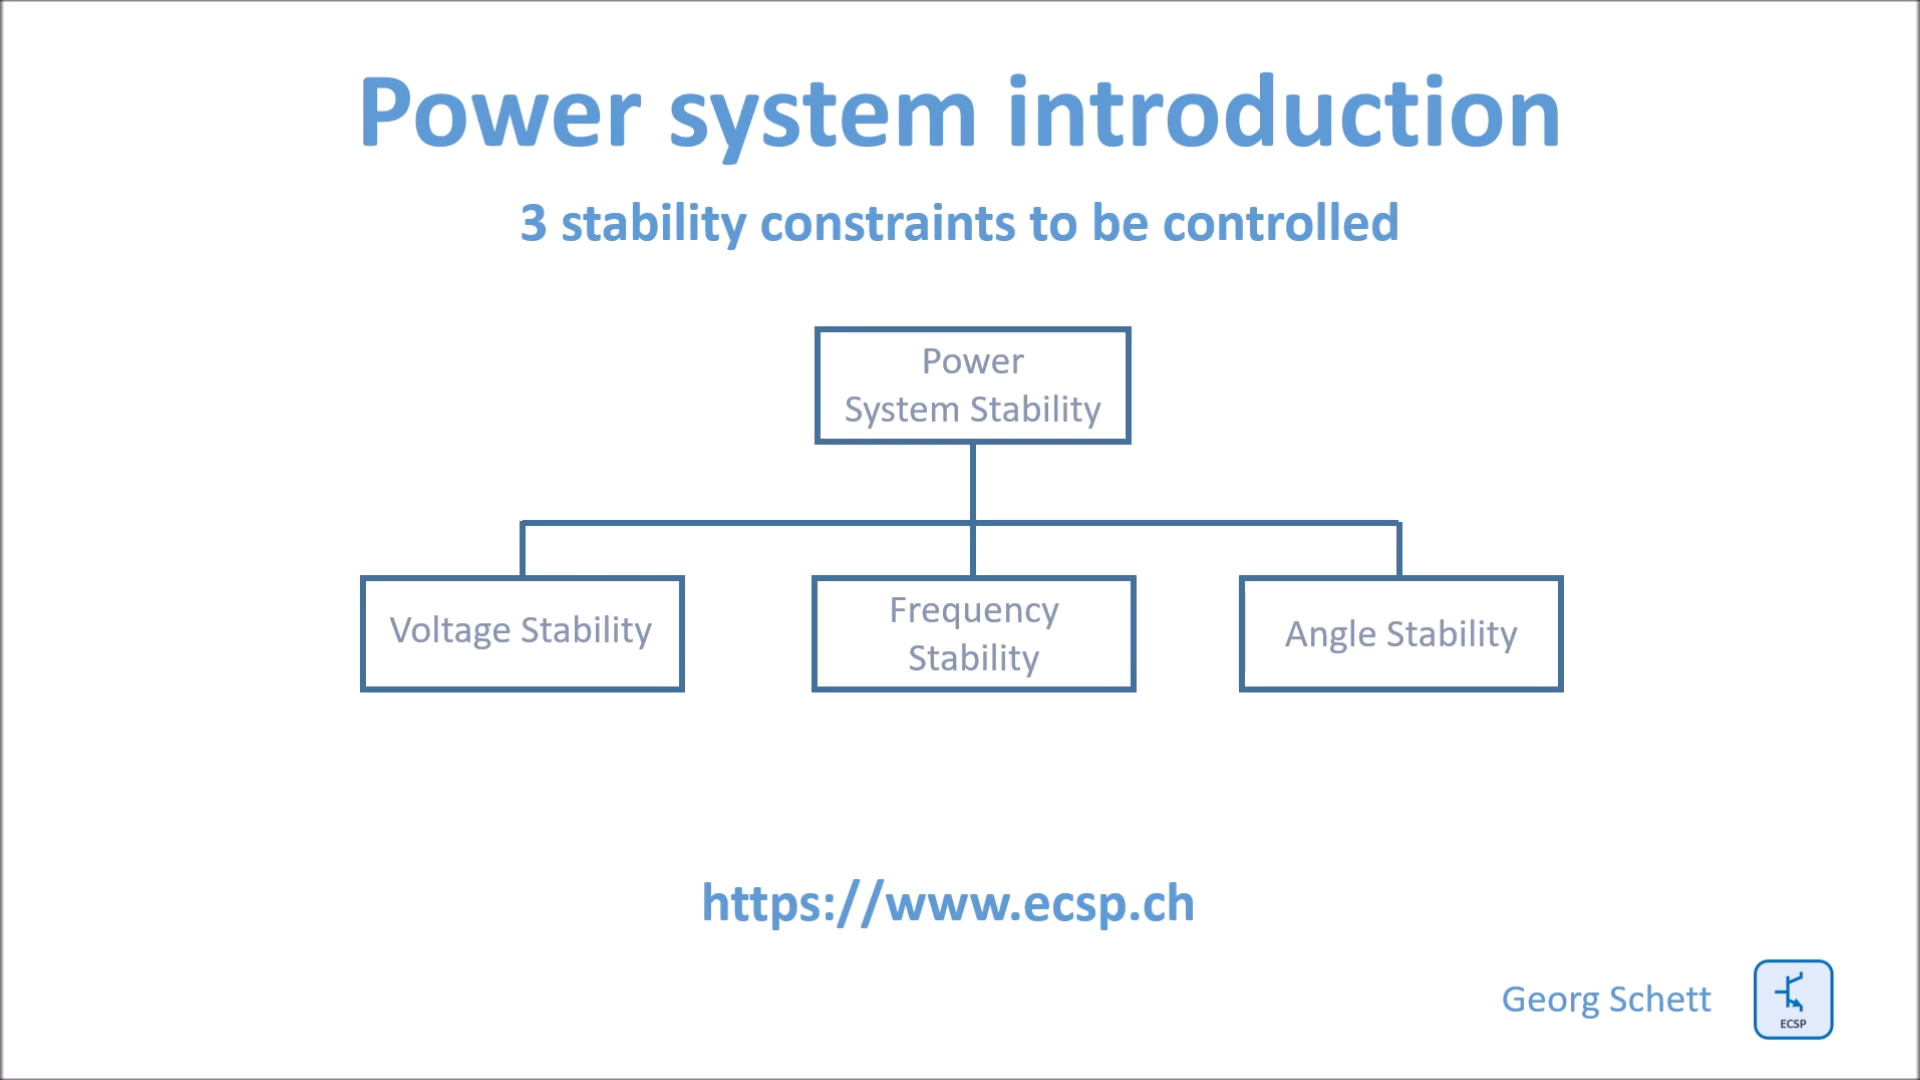 Power system introduction
3 stability constraints to be controlled
Power
System Stability
Voltage Stability
Frequency
Stability
Angle Stability
https://www.ecsp.ch
Georg Schett
ECSP